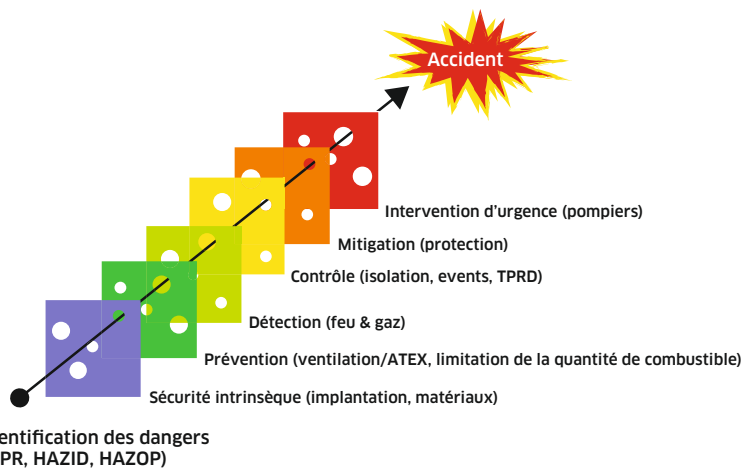 Accident
Intervention d'urgence (pompiers)
Mitigation (protection)
Contrôle (isolation, events, TPRD)
Détection (feu & gaz)
Prévention (ventilation/ATEX, limitation de la quantité de combustible)
Sécurité intrinsèque (implantation, matériaux)
entification des dangers
PR, HAZID, HAZOP)